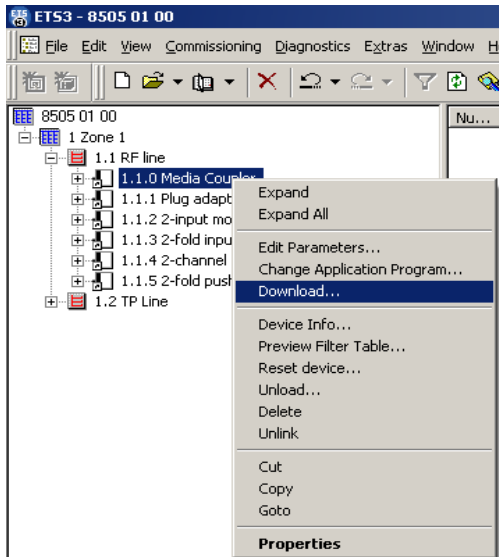 ETS3 - 8505 01 00
File Edit View Commissioning Diagnostics Extras Window
Nu...
8505 01 00
1 Zone 1
1.1 RF line
1.1.0 Media Coupler
1.1.1 Plug
1.1.2 2-input
1.1.3 2-fold
1.1.4 2-channel
1.1.5 2-fold
1.2 TP Line
Expand
Expand All
Edit Parameters...
Change Application Program...
Download...
Device Info...
Preview Filter Table...
Reset device...
Unload...
Delete
Unlink
Cut
Copy
Goto
Properties